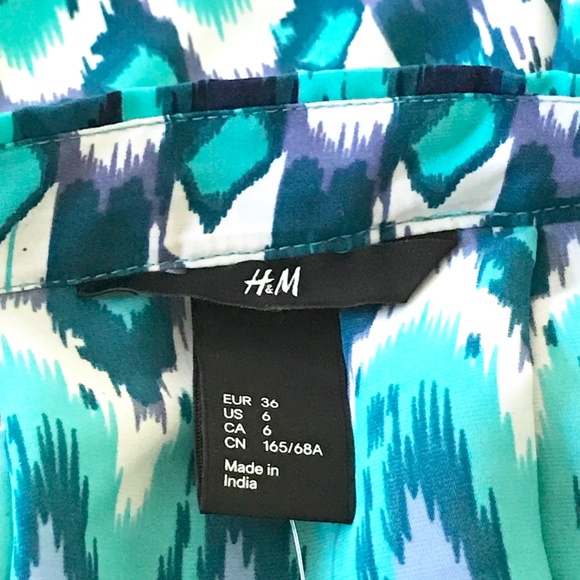 H&M
EUR 36
US 6
CA 6
CN 165/68A
Made in
India